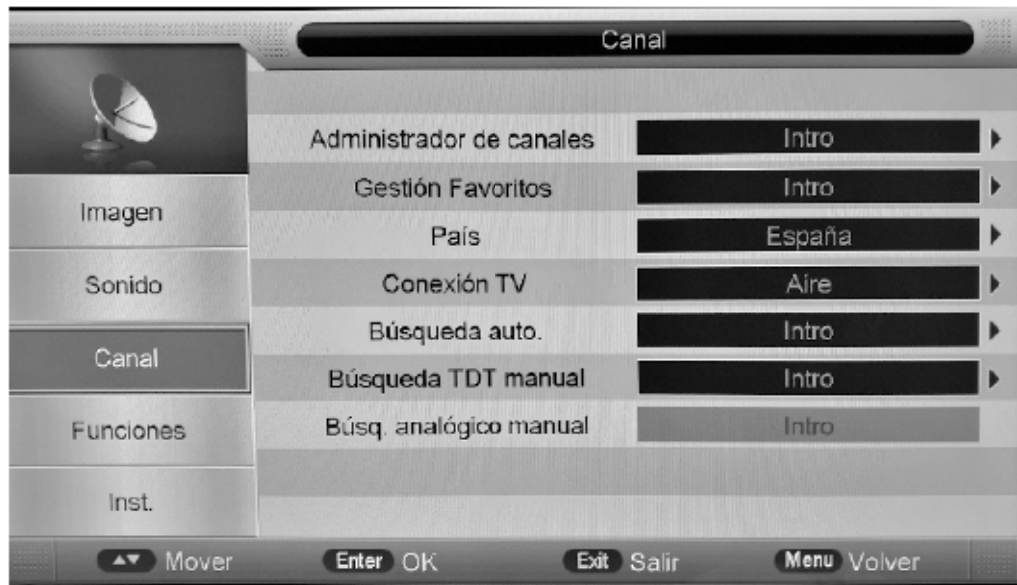 Canal
Administrador de canales Intro
Gestión Favoritos Intro
Imagen
País España
Sonido
Conexión TV Aire
Búsqueda auto. Intro
Canal
Búsqueda TDT manual Intro
Funciones
Búsq. analógico manual Intro
Inst.
Mover Enter OK Exit Salir Menu Volver